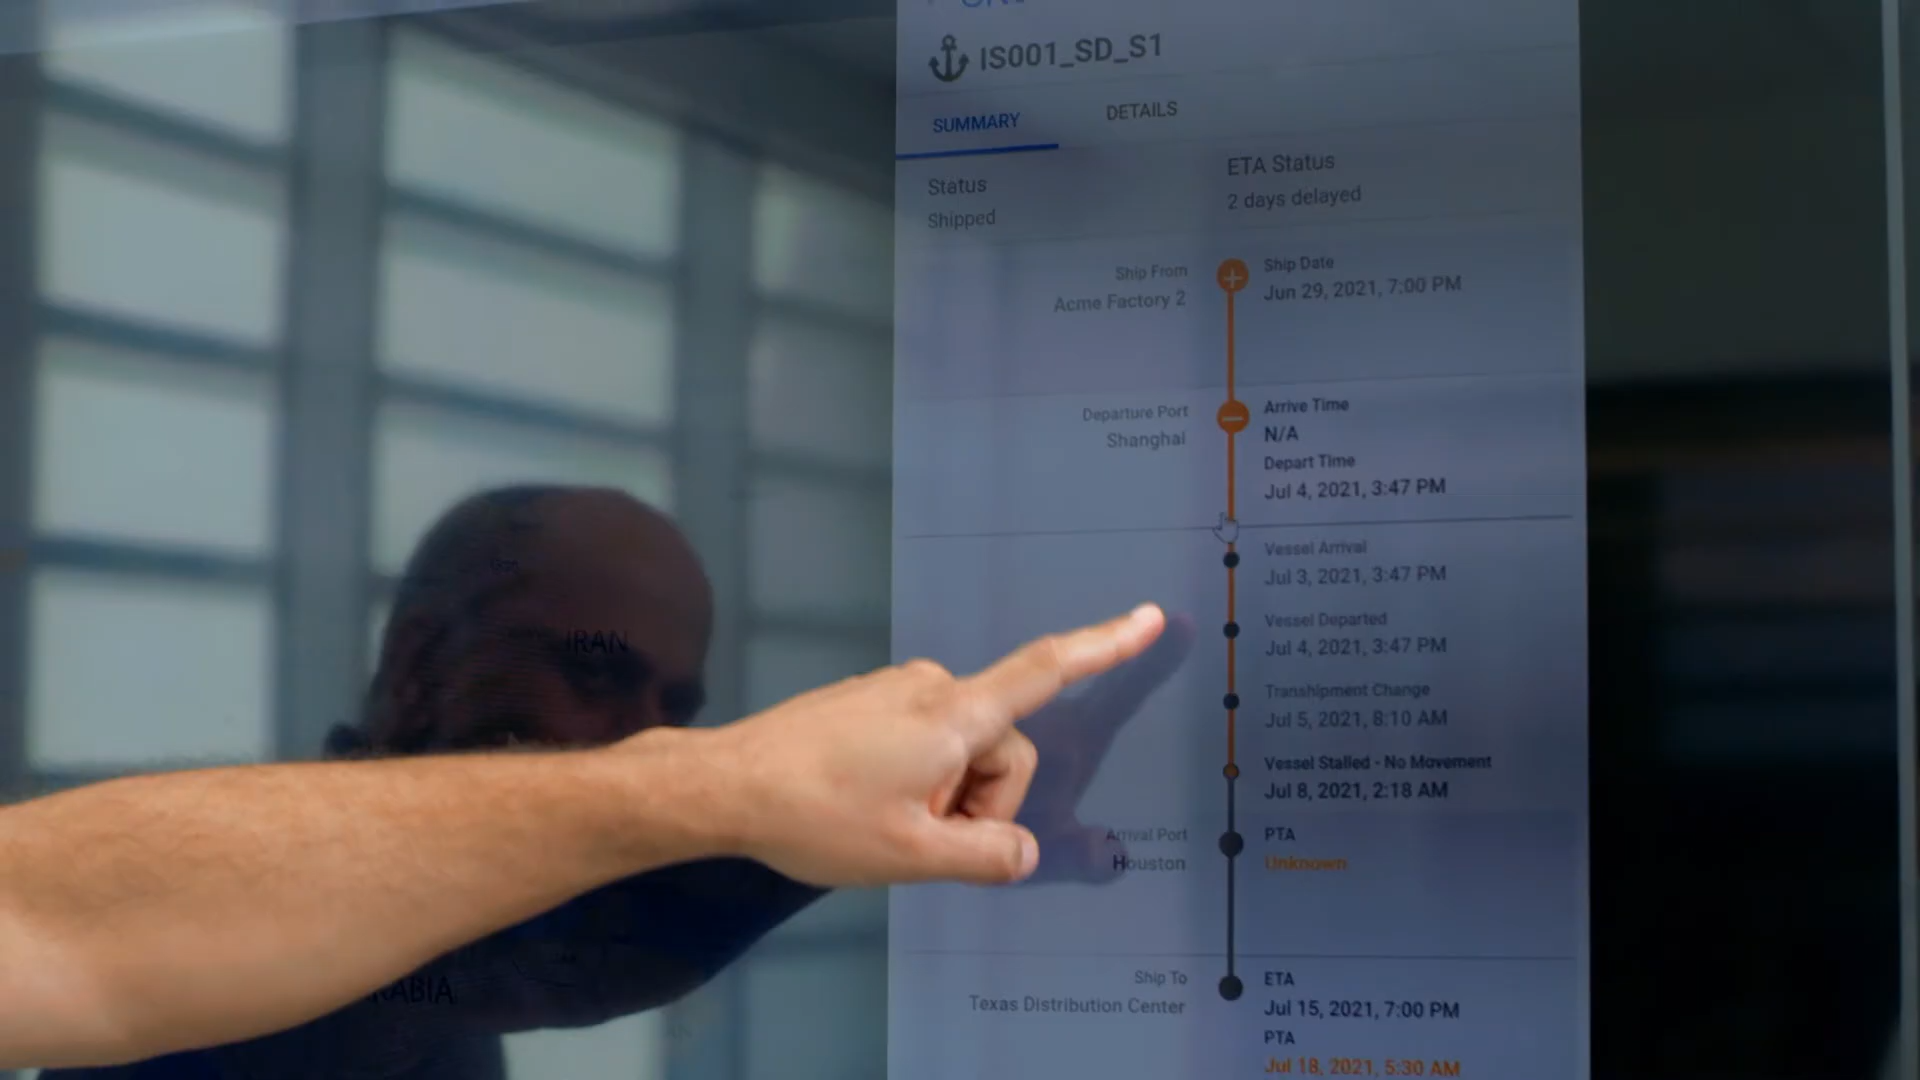 IS001_SD_S1
SUMMARY
DETAILS
Status
Shipped
ETA Status
2 days delayed
Ship From
Acme Factory 2
Ship Date
Jun 29, 2021, 7:00 PM
Departure Port
Shanghai
Arrive Time
N/A
Depart Time
Jul 4, 2021, 3:47 PM
Vessel Arrival
Jul 3, 2021, 3:47 PM
Vessel Departed
Jul 4, 2021, 3:47 PM
Transhipment Change
Jul 5, 2021, 8:10 AM
Vessel Stalled - No Movement
Jul 8, 2021, 2:18 AM
Arrival Port
Houston
PTA
Unknown
Ship To
Texas Distribution Center
ETA
Jul 15, 2021, 7:00 PM
PTA
Jul 18, 2021, 5:30 AM
IRAN